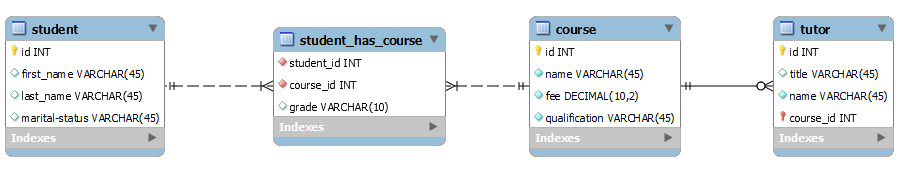 student
id INT
first_name VARCHAR(45)
last_name VARCHAR(45)
marital-status VARCHAR(45)
Indexes
student_has_course
student_id INT
course_id INT
grade VARCHAR(10)
Indexes
course
id INT
name VARCHAR(45)
fee DECIMAL(10,2)
qualification VARCHAR(45)
Indexes
tutor
id INT
title VARCHAR(45)
name VARCHAR(45)
course_id INT
Indexes